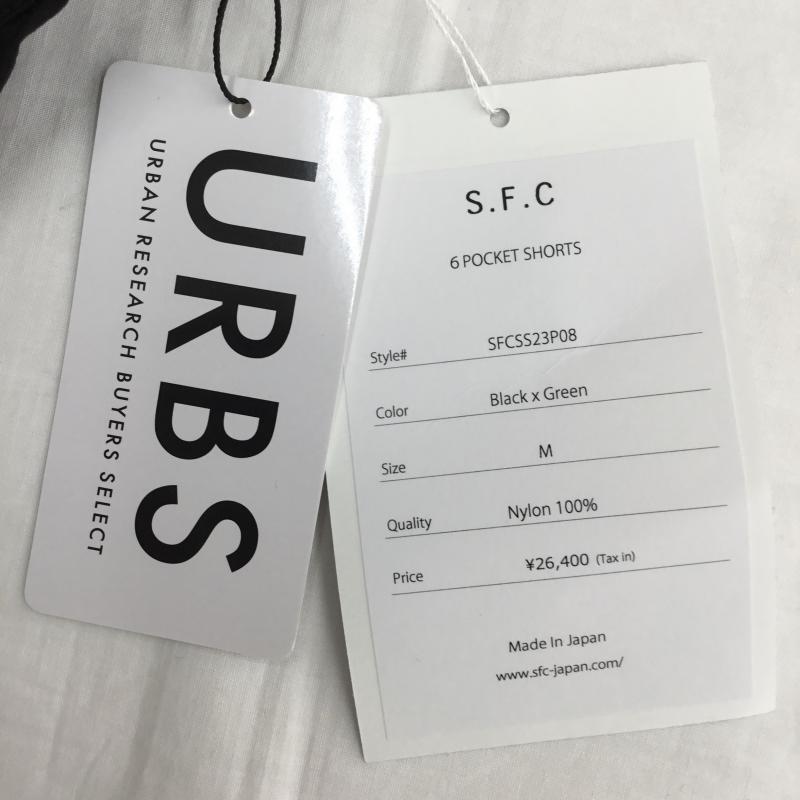 URBS
URBAN RESEARCH BUYERS SELECT
S.F.C
6 POCKET SHORTS
Style# SFCSS23P08
Color Black x Green
Size M
Quality Nylon 100%
Price ¥26,400 (Tax in)
Made In Japan
www.sfc-japan.com/